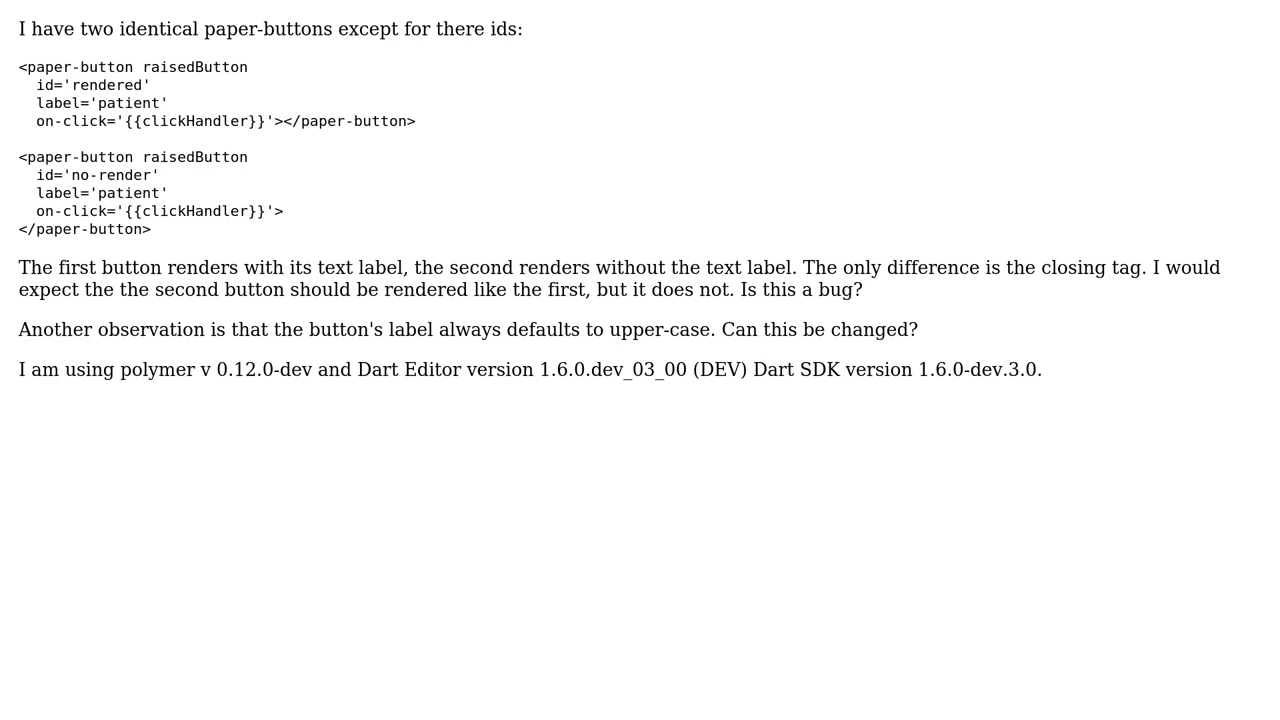 I have two identical paper-buttons except for there ids:
<paper-button raisedButton
  id='rendered'
  label='patient'
  on-click='{{clickHandler}}'></paper-button>
<paper-button raisedButton
  id='no-render'
  label='patient'
  on-click='{{clickHandler}}'>
</paper-button>
The first button renders with its text label, the second renders without the text label. The only difference is the closing tag. I would
expect the the second button should be rendered like the first, but it does not. Is this a bug?
Another observation is that the button's label always defaults to upper-case. Can this be changed?
I am using polymer v 0.12.0-dev and Dart Editor version 1.6.0.dev_03_00 (DEV) Dart SDK version 1.6.0-dev.3.0.